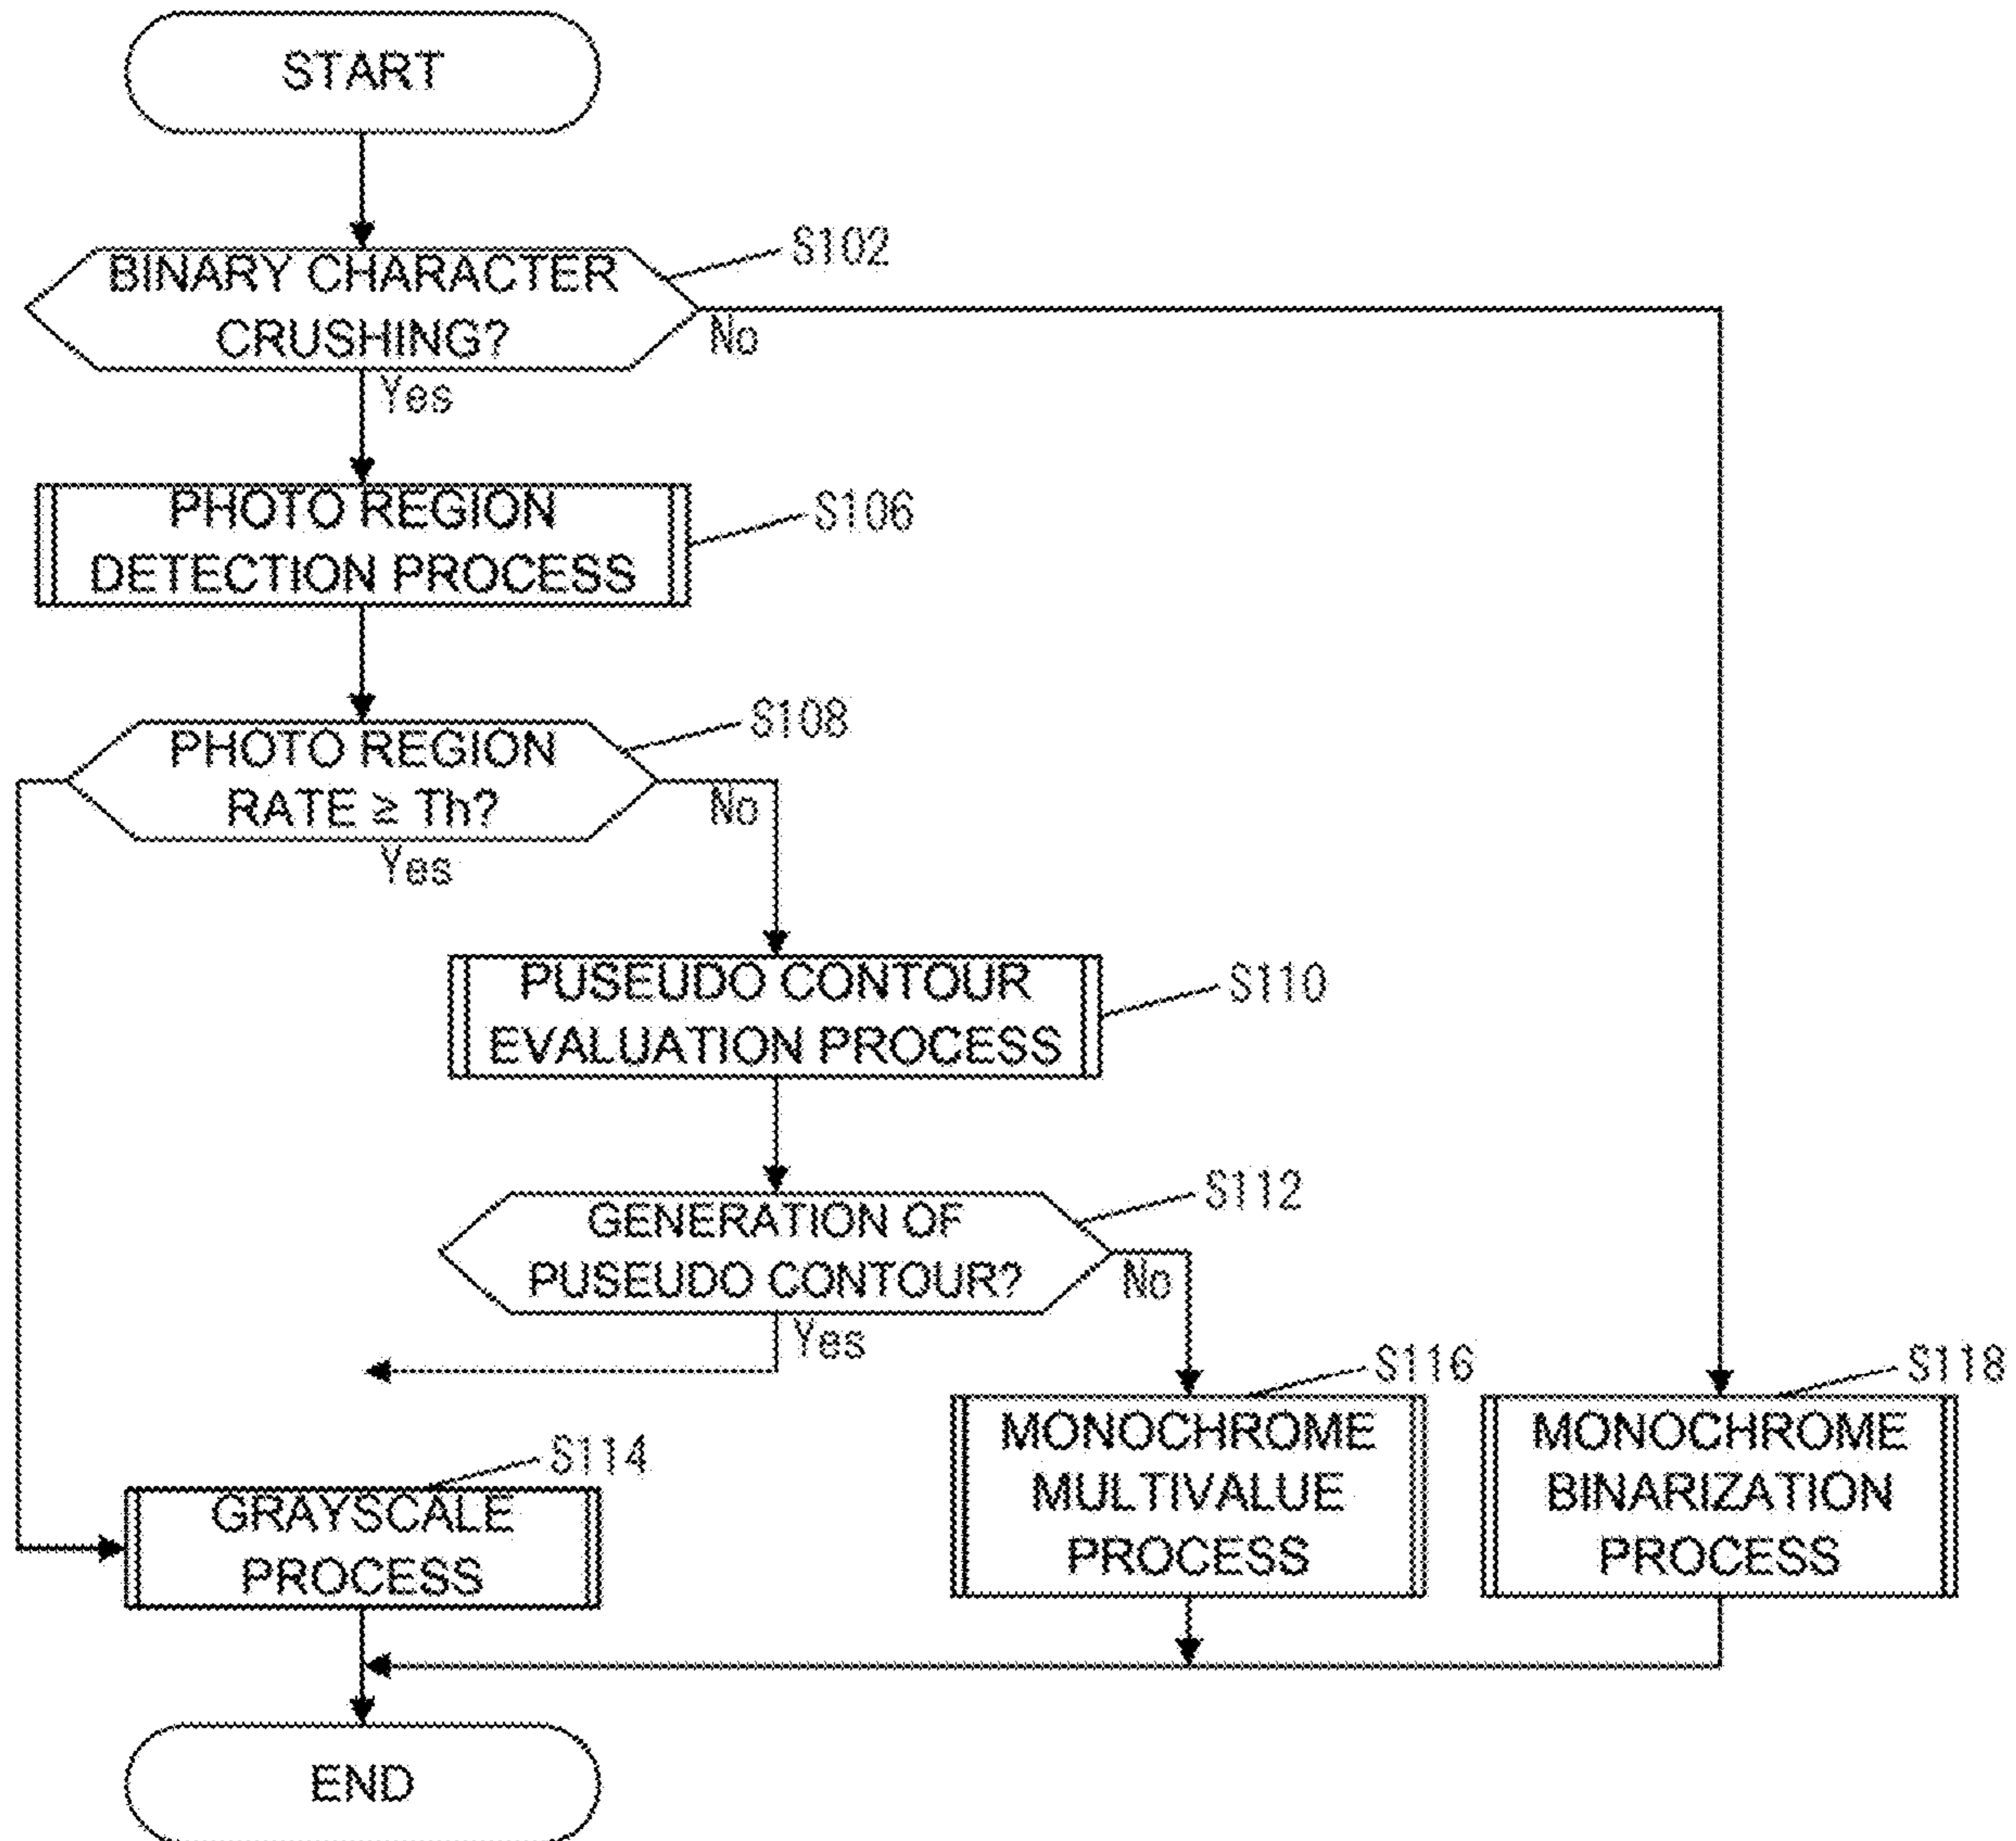 START
BINARY CHARACTER
CRUSHING?
S102
No
Yes
PHOTO REGION
DETECTION PROCESS
S106
PHOTO REGION
RATE ≥ Th?
S108
No
Yes
PUSEUDO CONTOUR
EVALUATION PROCESS
S110
GENERATION OF
PUSEUDO CONTOUR?
S112
No
Yes
S114
GRAYSCALE
PROCESS
S116
MONOCHROME
MULTIVALUE
PROCESS
S118
MONOCHROME
BINARIZATION
PROCESS
END